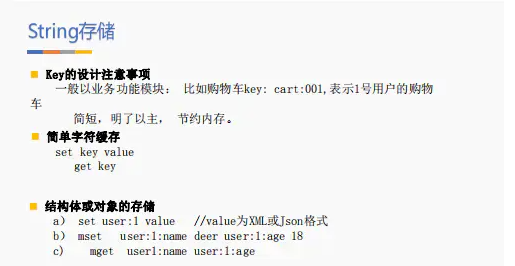 String存储
Key的设计注意事项
一般以业务功能模块： 比如购物车key: cart:001,表示1号用户的购物
车
简短，明了以主， 节约内存。
简单字符缓存
set key value
get key
结构体或对象的存储
a） set user:1 value //value为XML或Json格式
b） mset user1:name deer user:1:age 18
c） mget user1:name user:1:age